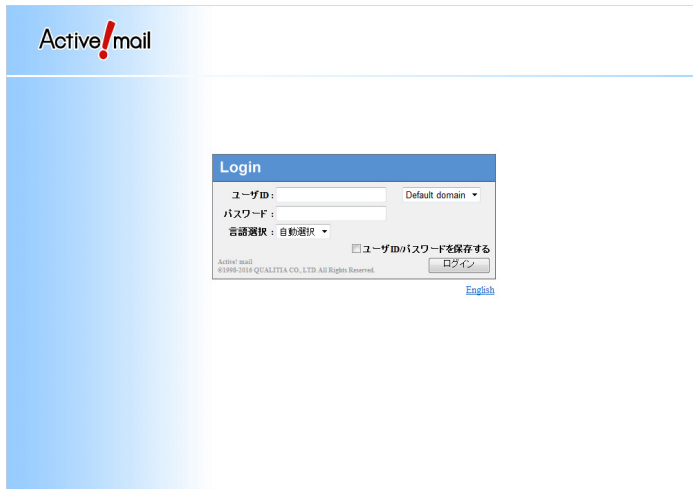 Active! mail
Login
ユーザID : Default domain
パスワード :
言語選択 : 自動選択
ユーザID/パスワードを保存する
Active! mail
©1998-2016 QUALITIA CO., LTD. All Rights Reserved.
ログイン
English